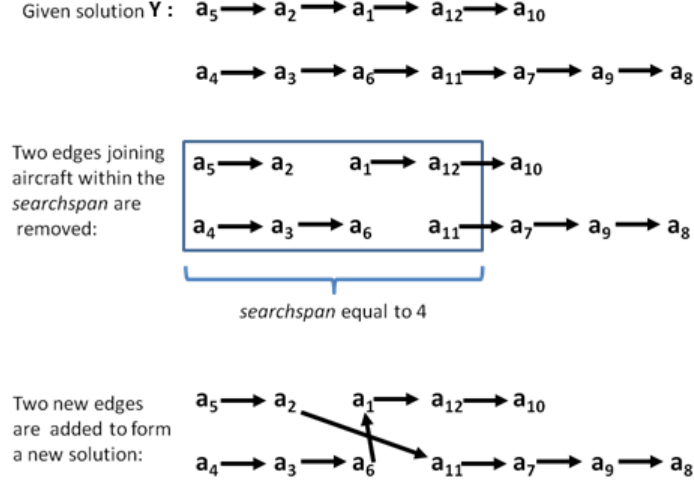 Given solution Y : a5 a2 a1 a12 a10
a4 a3 a6 a11 a7 a9 a8
Two edges joining
aircraft within the
searchspan are
removed:
a5 a2 a1 a12 a10
a4 a3 a6 a11 a7 a9 a8
searchspan equal to 4
Two new edges
are added to form
a new solution:
a5 a2 a1 a12 a10
a4 a3 a6 a11 a7 a9 a8